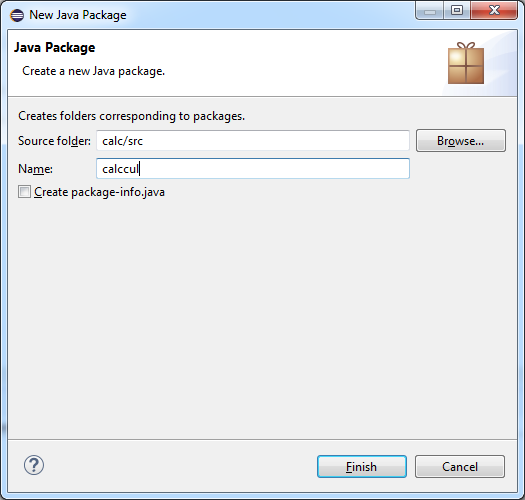 New Java Package
Java Package
Create a new Java package.
Creates folders corresponding to packages.
Source folder: calc/src Browse...
Name: calccul
Create package-info.java
? Finish Cancel